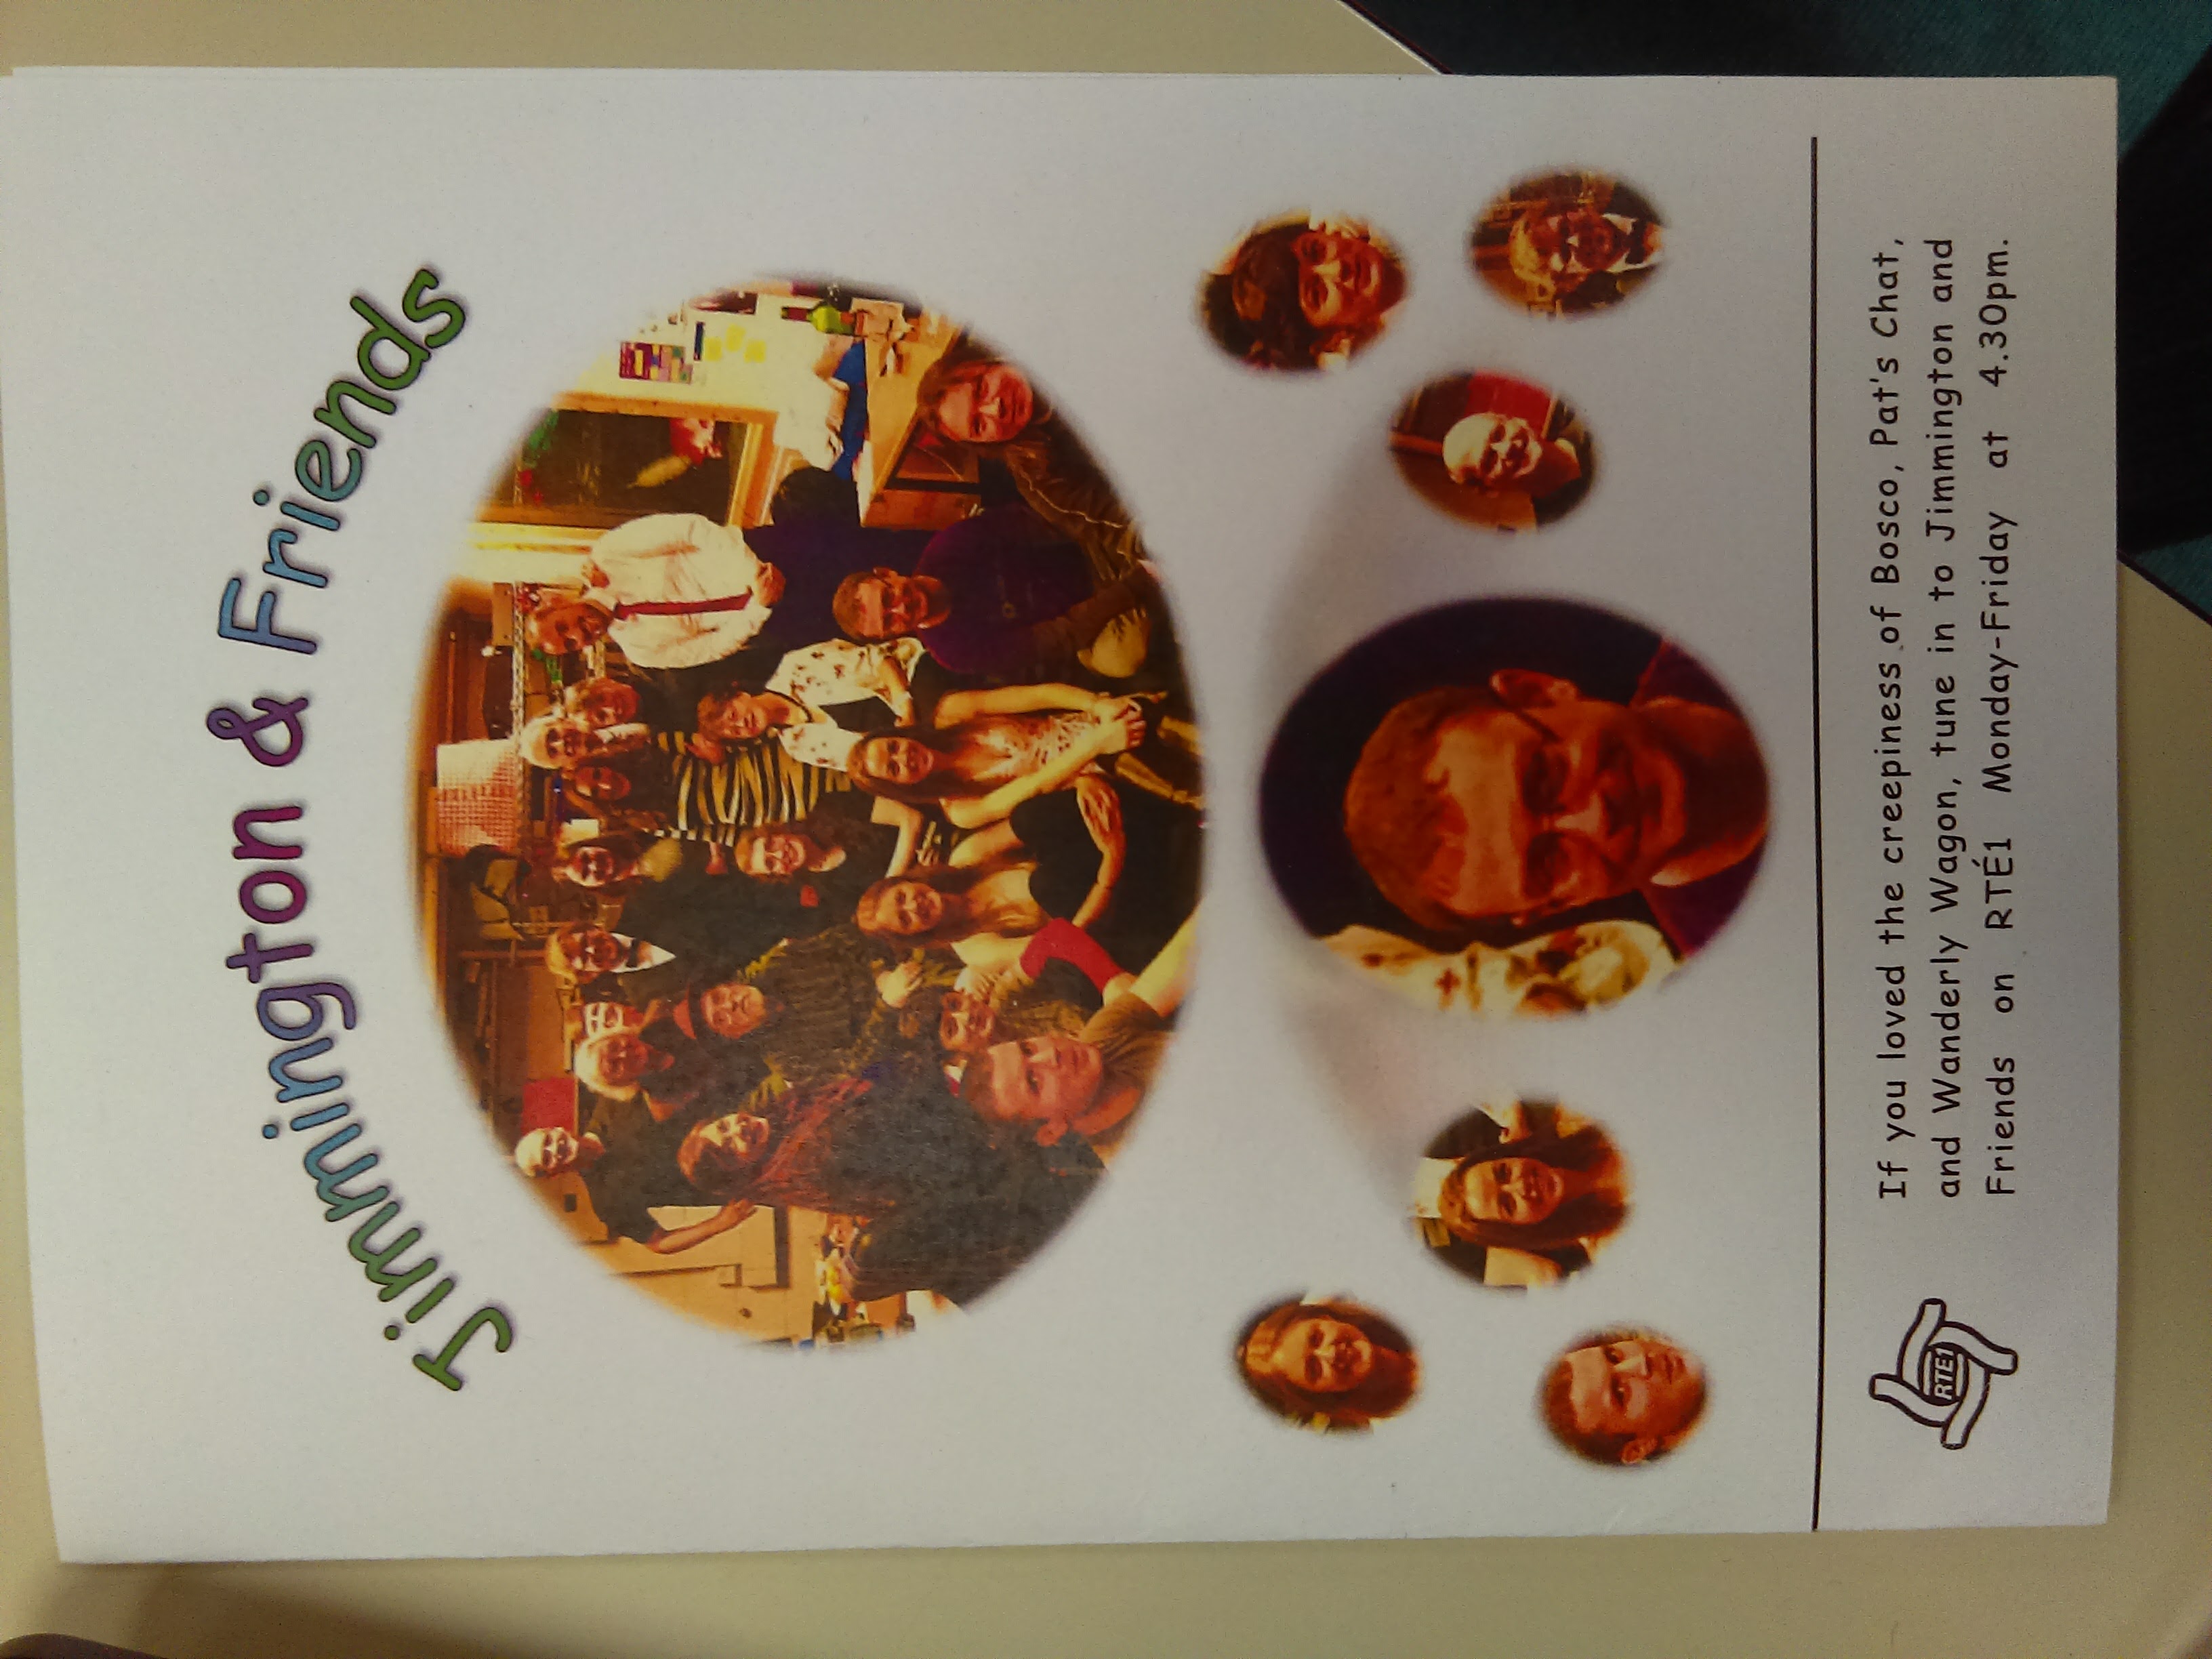 Jimmington & Friends
RTE1
If you loved the creepiness of Bosco, Pat's Chat,
and Wanderly Wagon, tune in to Jimmington and
Friends on RTÉ1 Monday-Friday at 4.30pm.